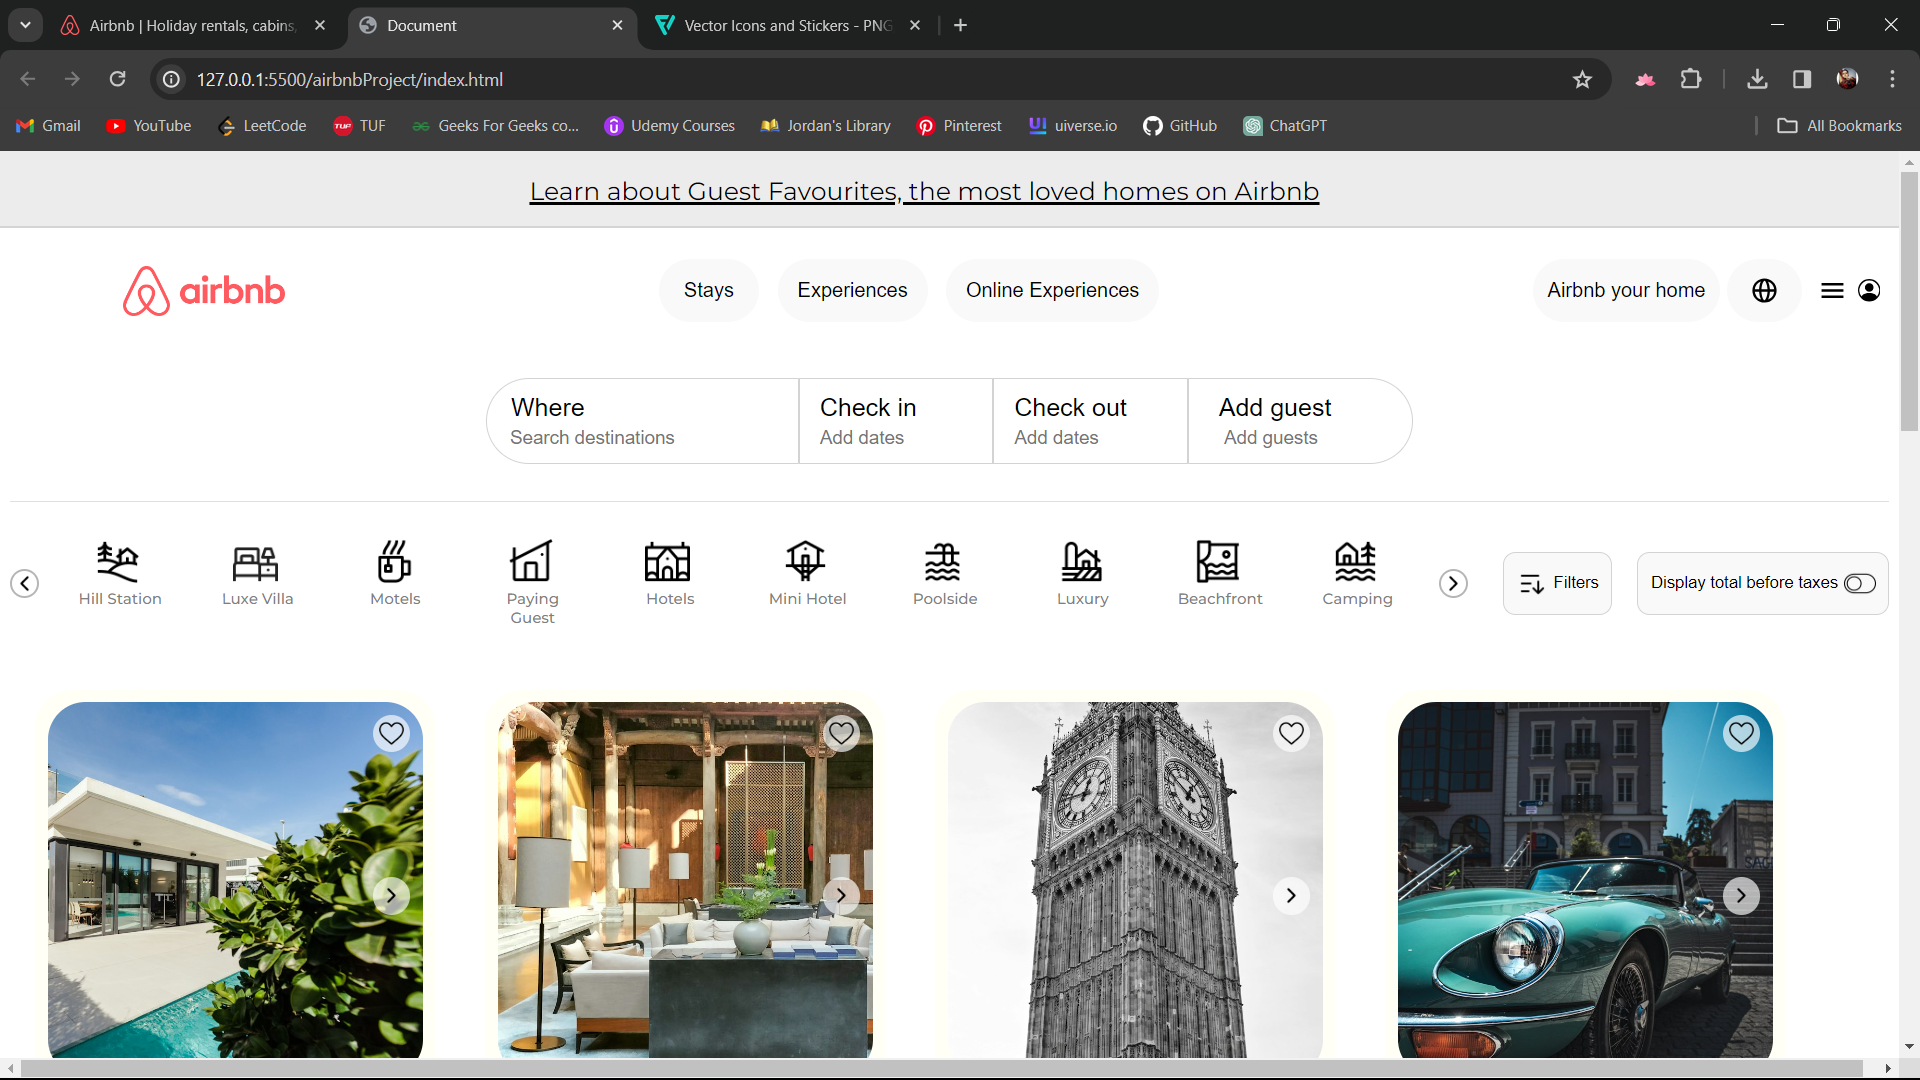 Airbnb | Holiday rentals, cabins,
Document
Vector Icons and Stickers - PNG
127.0.0.1:5500/airbnbProject/index.html
Gmail
YouTube
LeetCode
TUF
Geeks For Geeks co...
Udemy Courses
Jordan's Library
Pinterest
uiverse.io
GitHub
ChatGPT
All Bookmarks
Learn about Guest Favourites, the most loved homes on Airbnb
airbnb
Stays
Experiences
Online Experiences
Airbnb your home
Where
Search destinations
Check in
Add dates
Check out
Add dates
Add guest
Add guests
Hill Station
Luxe Villa
Motels
Paying
Guest
Hotels
Mini Hotel
Poolside
Luxury
Beachfront
Camping
Filters
Display total before taxes